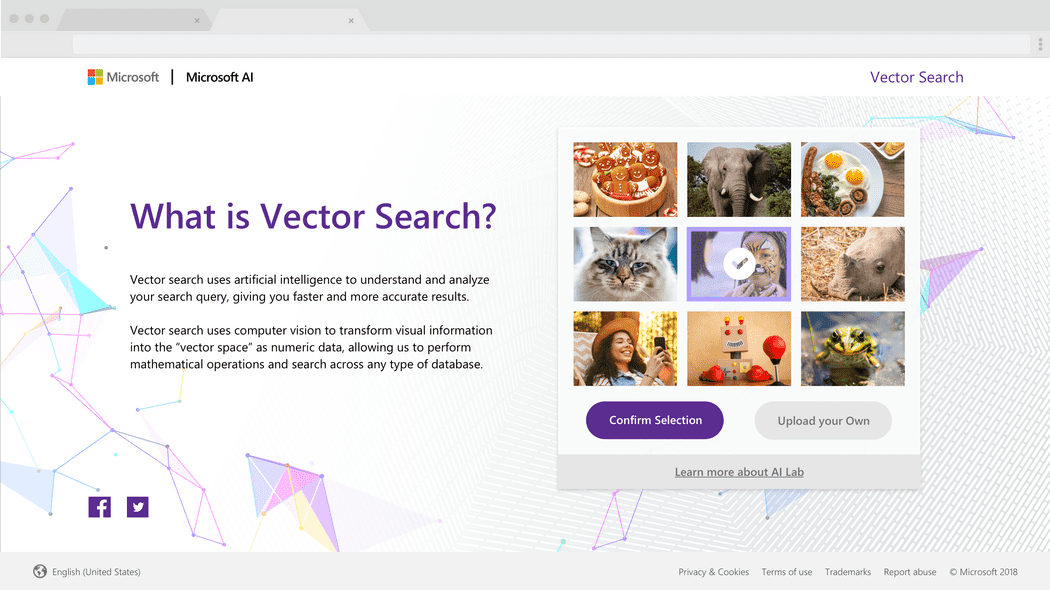 Microsoft | Microsoft AI
Vector Search
What is Vector Search?
Vector search uses artificial intelligence to understand and analyze
your search query, giving you faster and more accurate results.
Vector search uses computer vision to transform visual information
into the “vector space” as numeric data, allowing us to perform
mathematical operations and search across any type of database.
Confirm Selection
Upload your Own
Learn more about AI Lab
English (United States)
Privacy & Cookies
Terms of use
Trademarks
Report abuse
© Microsoft 2018